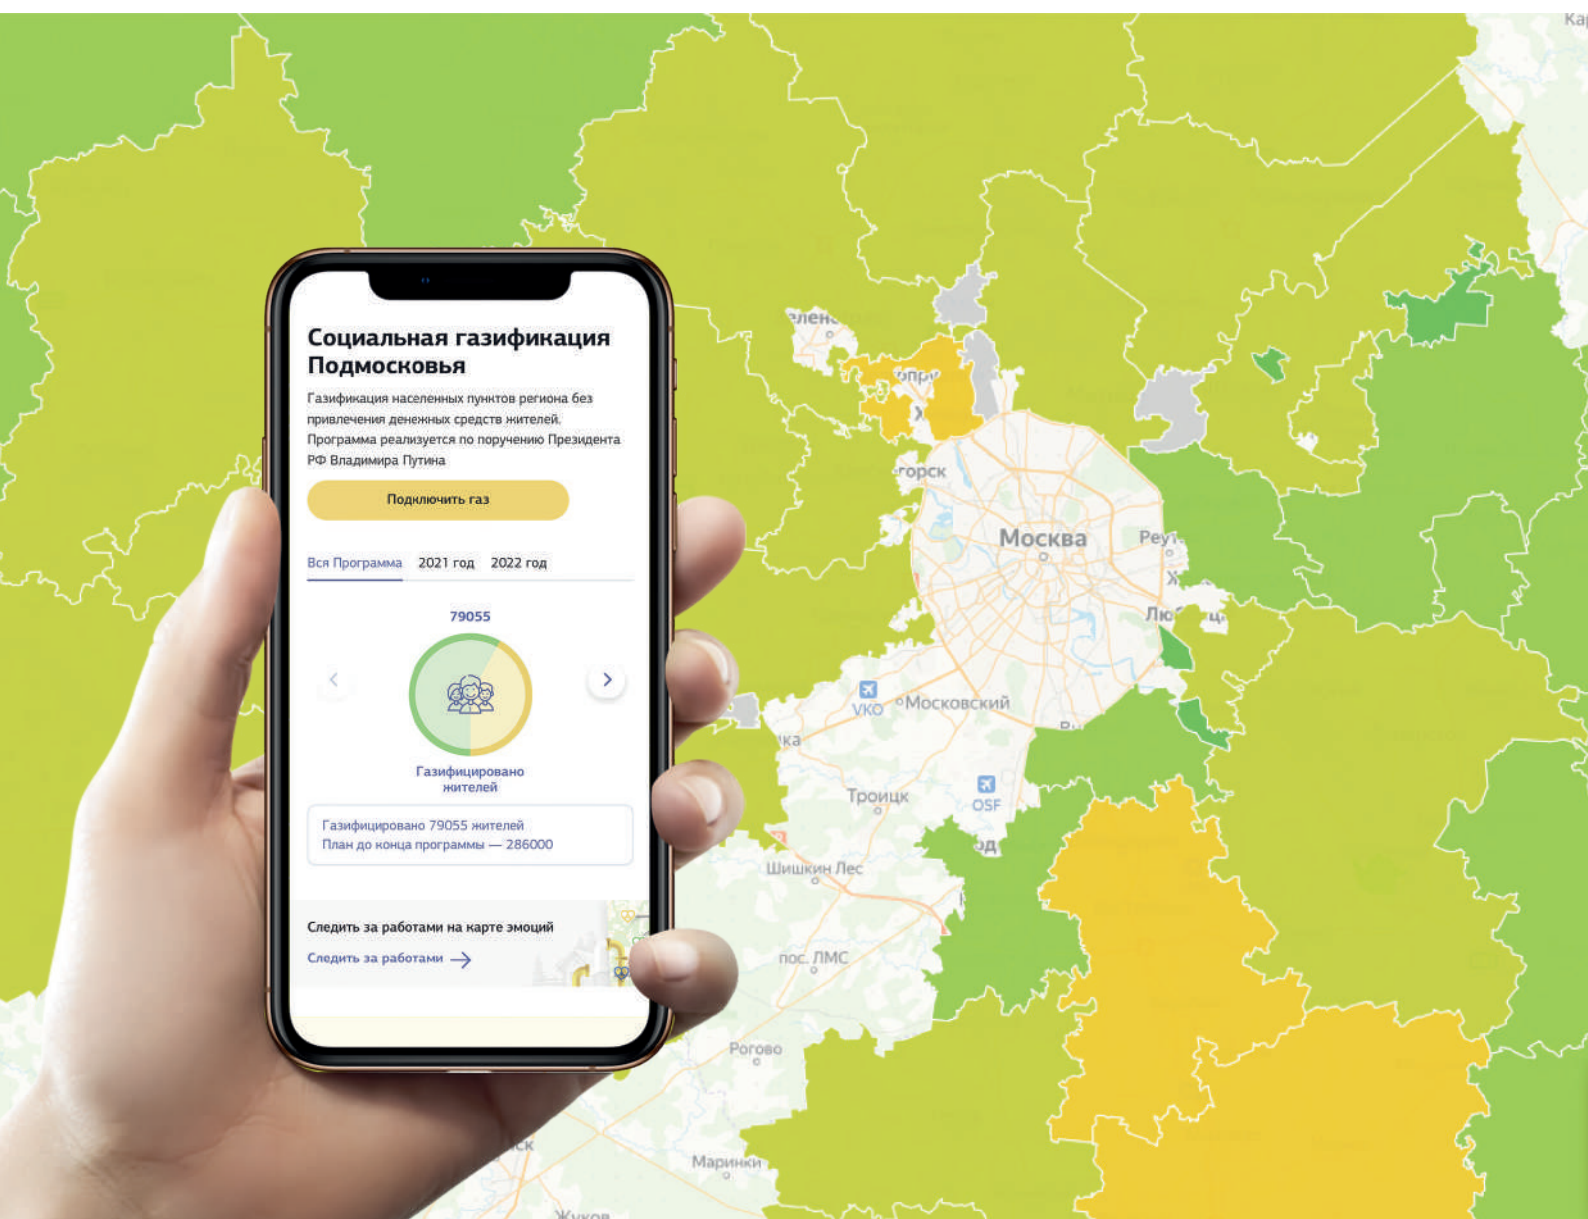 Социальная газификация
Подмосковья
Газификация населенных пунктов региона без
привлечения денежных средств жителей.
Программа реализуется по поручению Президента
РФ Владимира Путина
Подключить газ
Вся Программа 2021 год 2022 год
79055
Газифицировано
жителей
Газифицировано 79055 жителей
План до конца программы — 286000
Следить за работами на карте эмоций
Следить за работами
Москва
Московский
VKO
OSF
Троицк
Шишкин Лес
пос. ЛМС
Рогово
Маринки